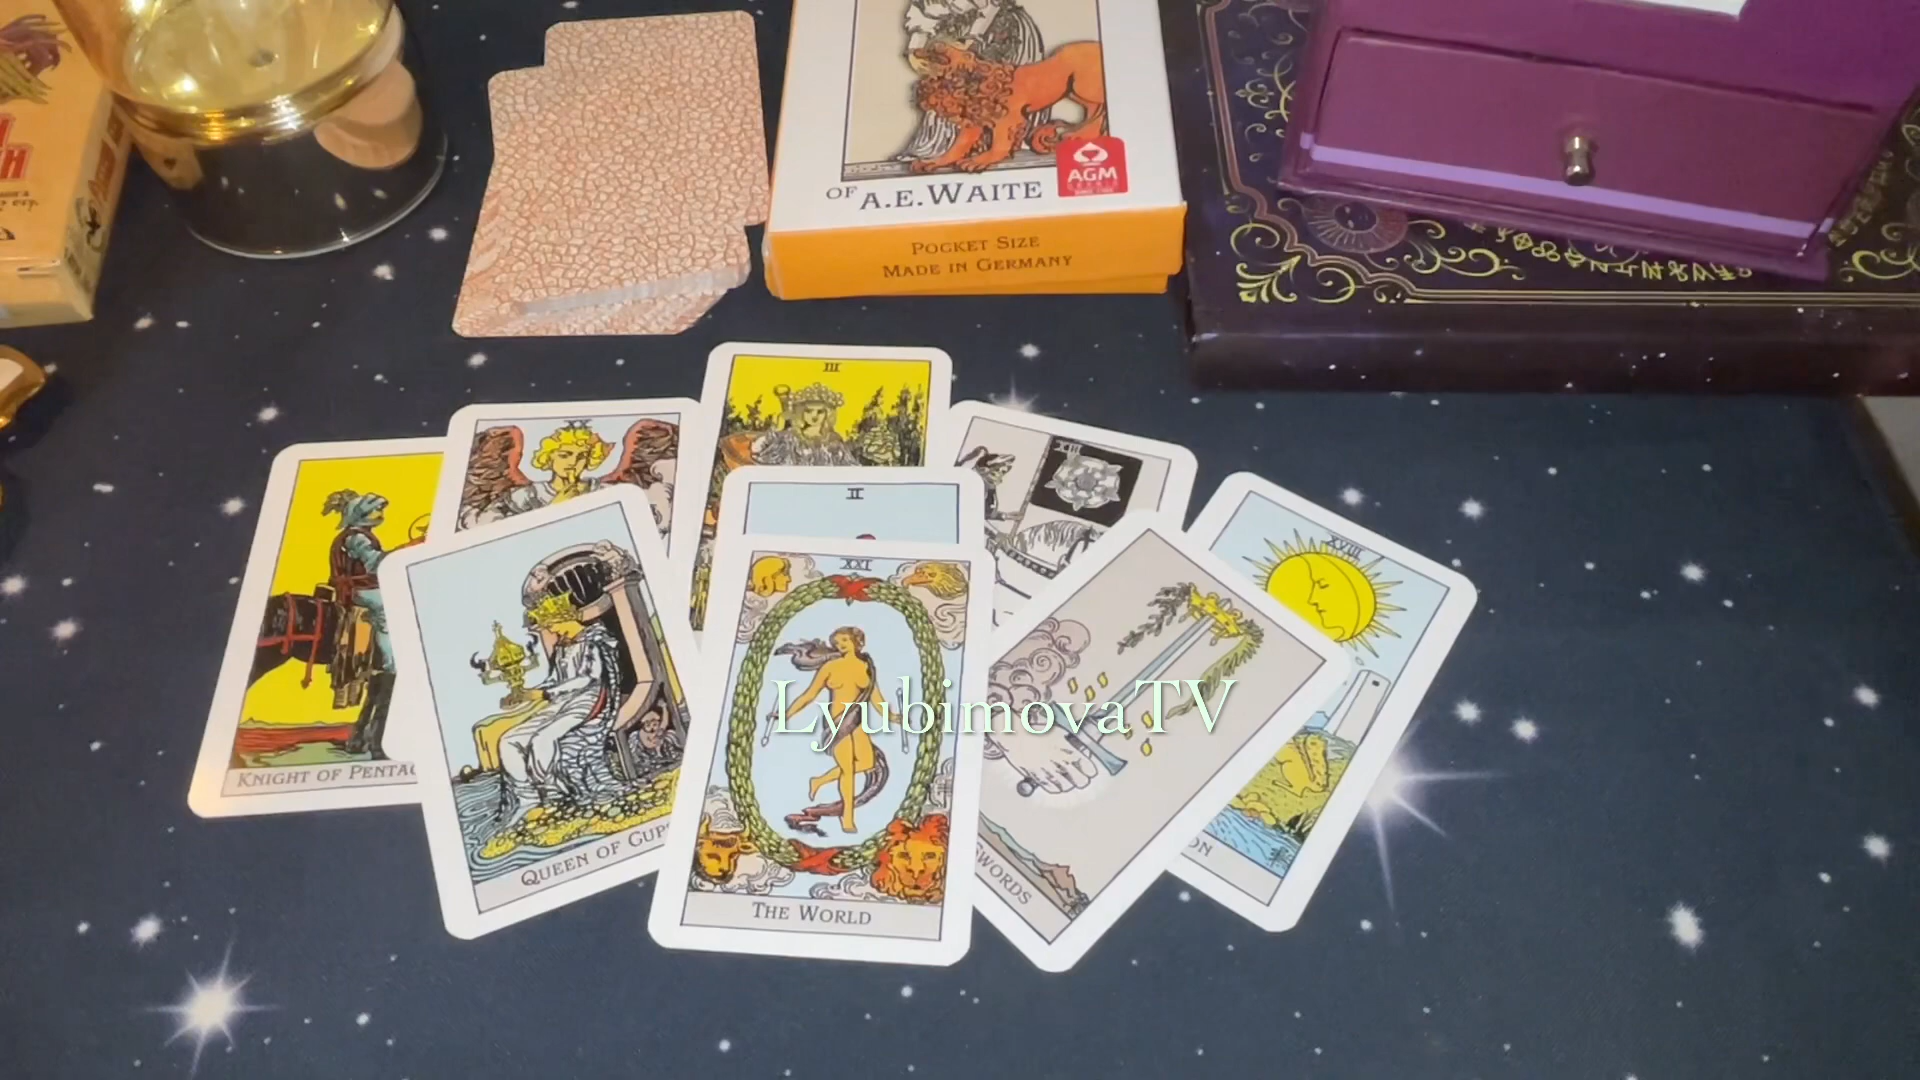 OF A.E. WAITE
AGM
POCKET SIZE
MADE IN GERMANY
III
XX
XIII
II
XVIII
XXI
KNIGHT OF PENTAC
QUEEN OF CUPS
THE WORLD
SWORDS
ON
LyubimovaTV